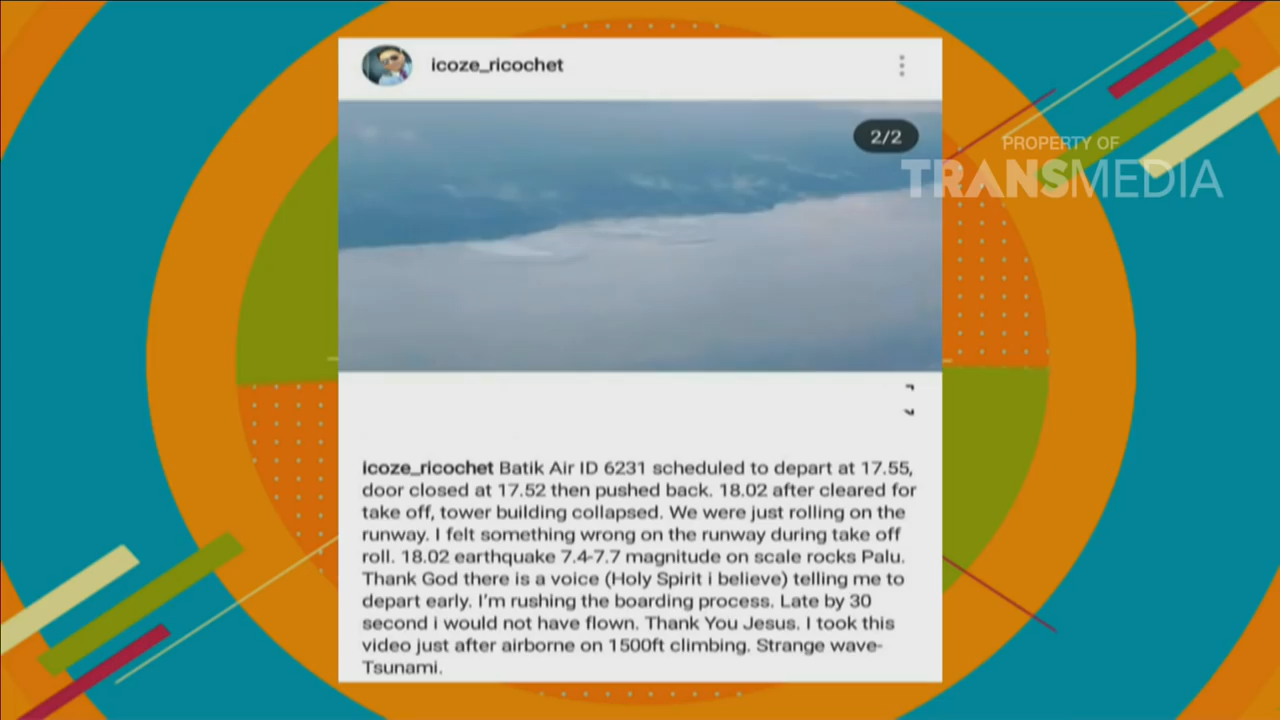 icoze_ricochet
2/2
PROPERTY OF
TRANSMEDIA
icoze_ricochet Batik Air ID 6231 scheduled to depart at 17.55,
door closed at 17.52 then pushed back. 18.02 after cleared for
take off, tower building collapsed. We were just rolling on the
runway. I felt something wrong on the runway during take off
roll. 18.02 earthquake 7.4-7.7 magnitude on scale rocks Palu.
Thank God there is a voice (Holy Spirit i believe) telling me to
depart early. I'm rushing the boarding process. Late by 30
second i would not have flown. Thank You Jesus. I took this
video just after airborne on 1500ft climbing. Strange wave-
Tsunami.